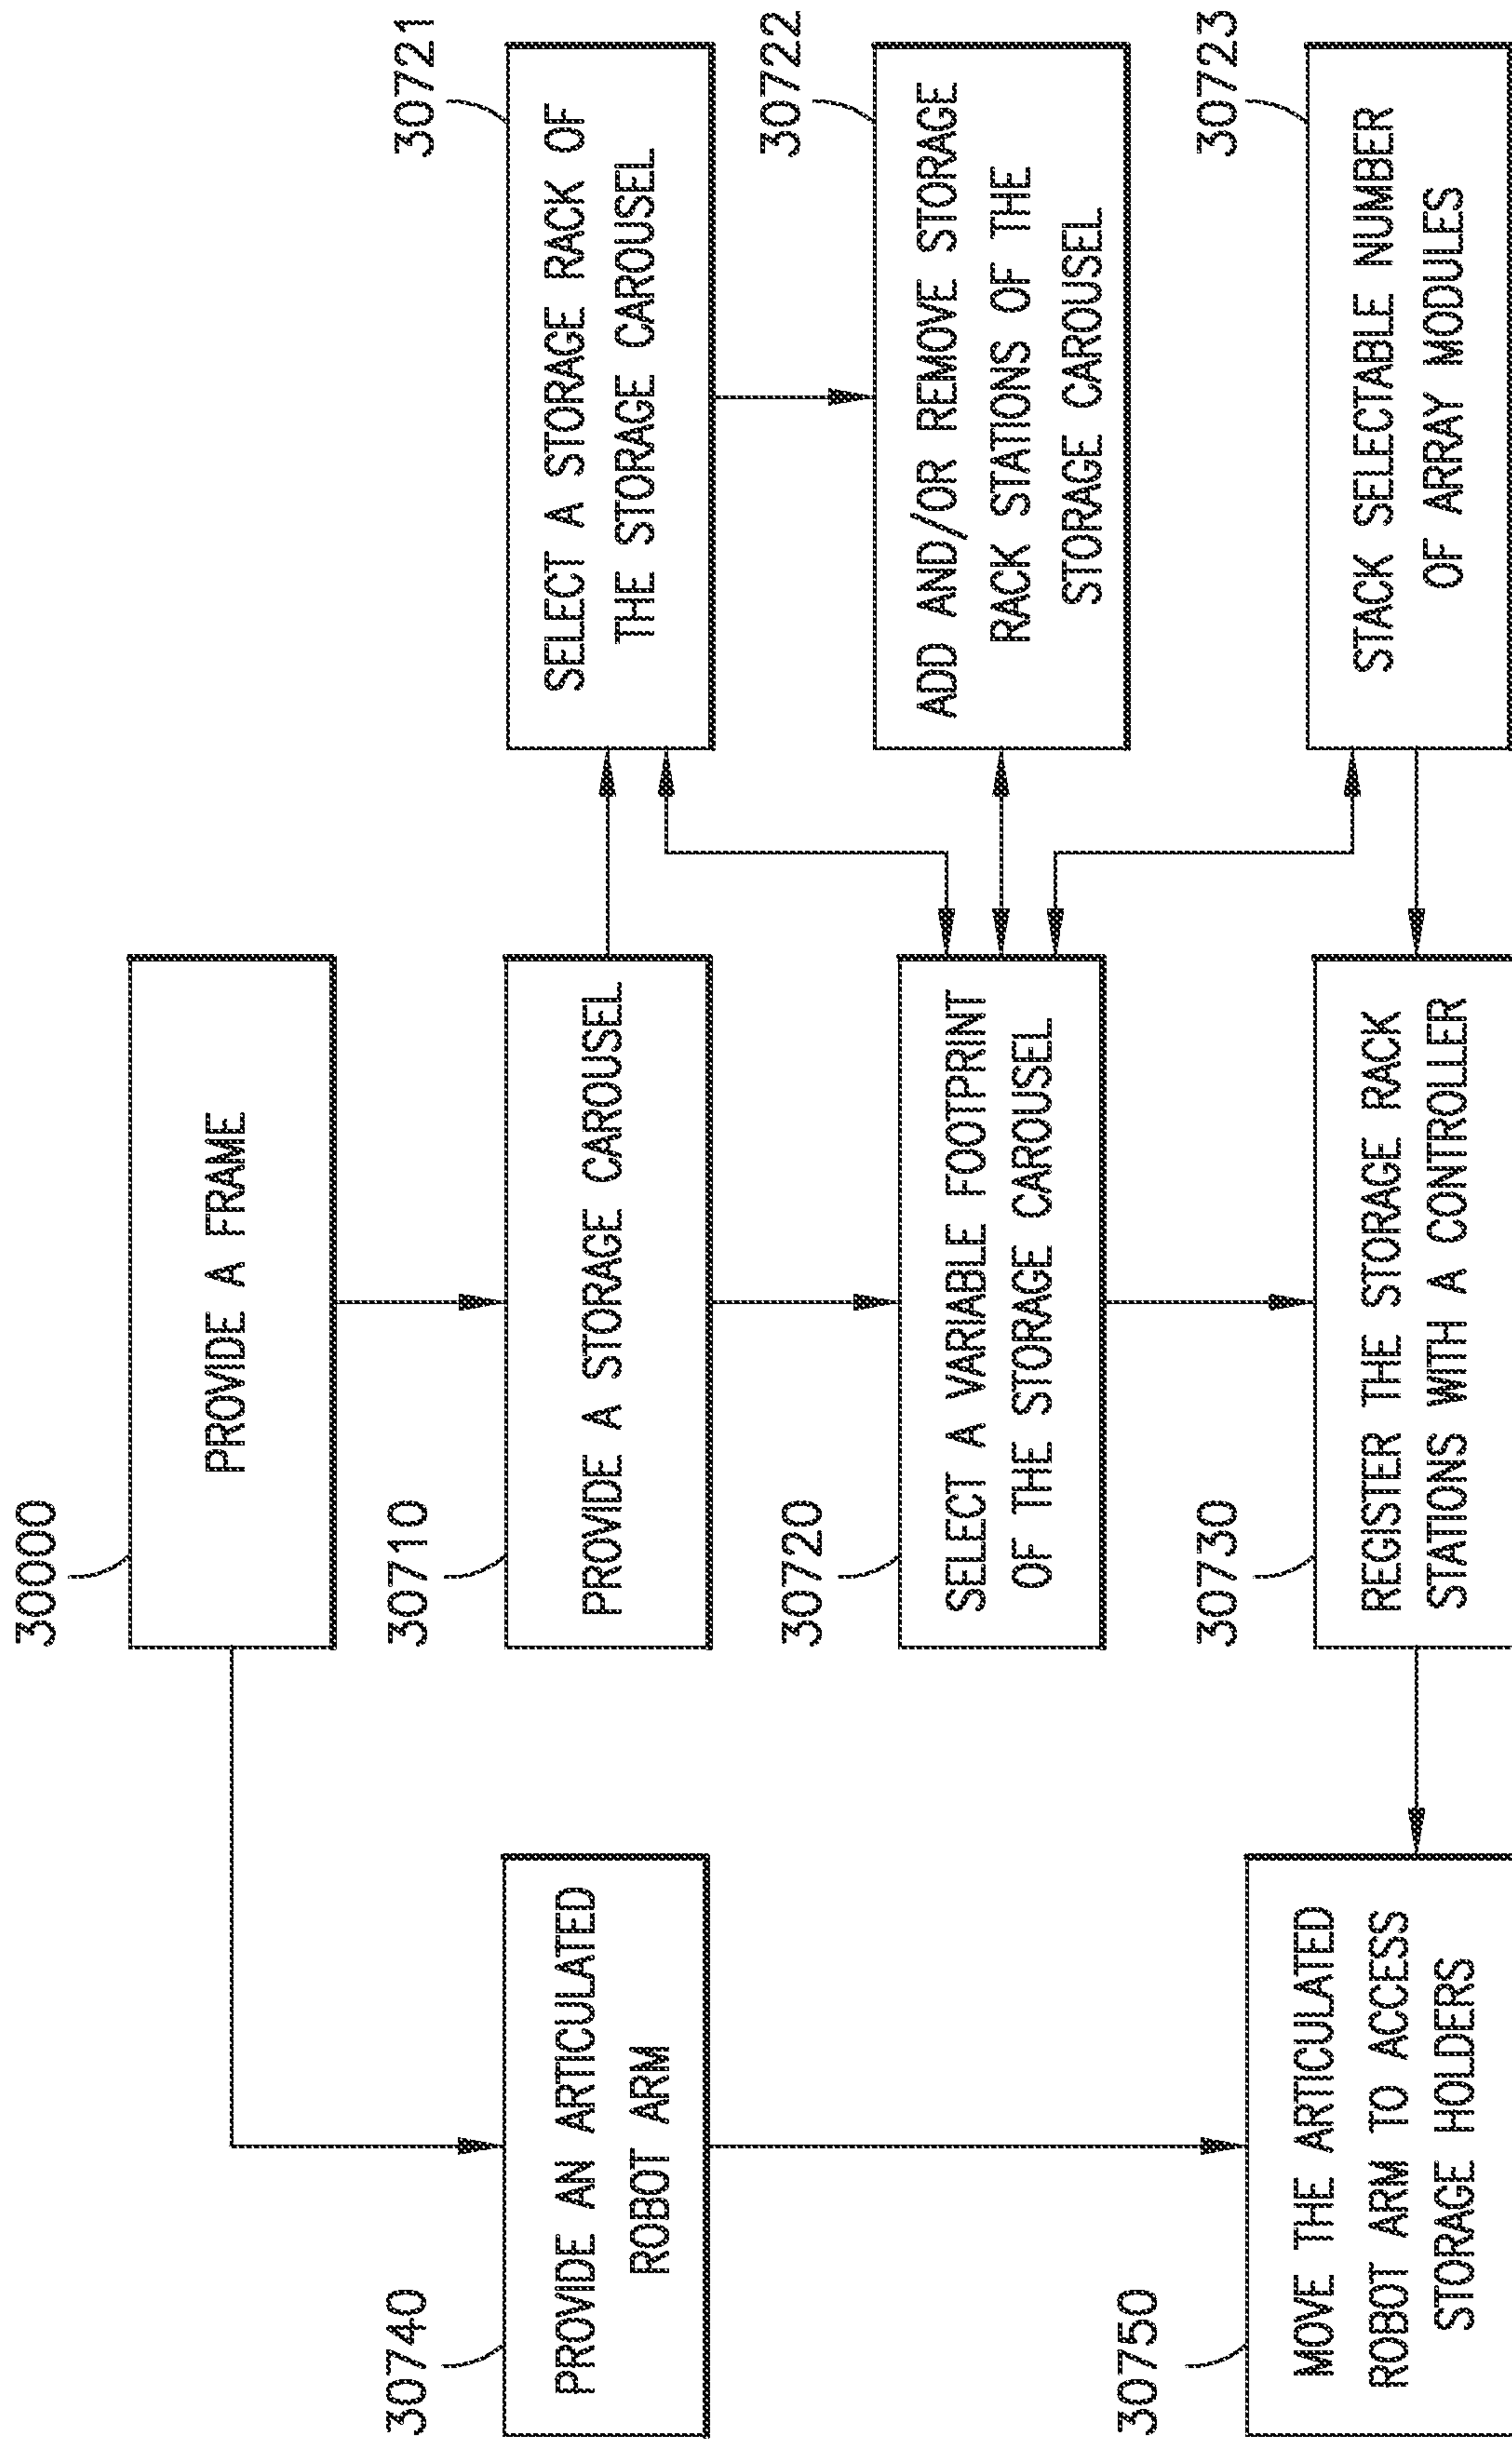 30000
PROVIDE A FRAME
30740
PROVIDE AN ARTICULATED
ROBOT ARM
30710
PROVIDE A STORAGE CAROUSEL
30721
SELECT A STORAGE RACK OF
THE STORAGE CAROUSEL
30720
SELECT A VARIABLE FOOTPRINT
OF THE STORAGE CAROUSEL
30722
ADD AND/OR REMOVE STORAGE
RACK STATIONS OF THE
STORAGE CAROUSEL
30750
MOVE THE ARTICULATED
ROBOT ARM TO ACCESS
STORAGE HOLDERS
30730
REGISTER THE STORAGE RACK
STATIONS WITH A CONTROLLER
30723
STACK SELECTABLE NUMBER
OF ARRAY MODULES